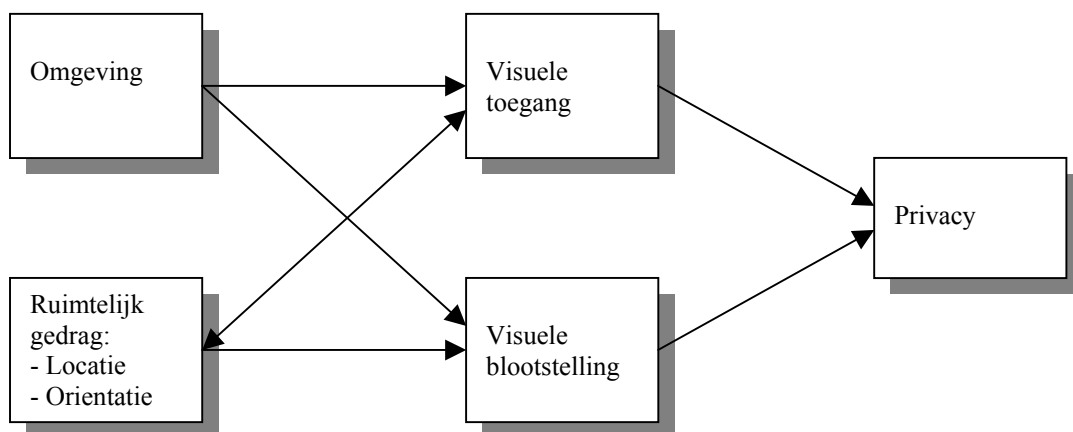 Omgeving
Visuele
toegang
Privacy
Ruimtelijk
gedrag:
- Locatie
- Orientatie
Visuele
blootstelling